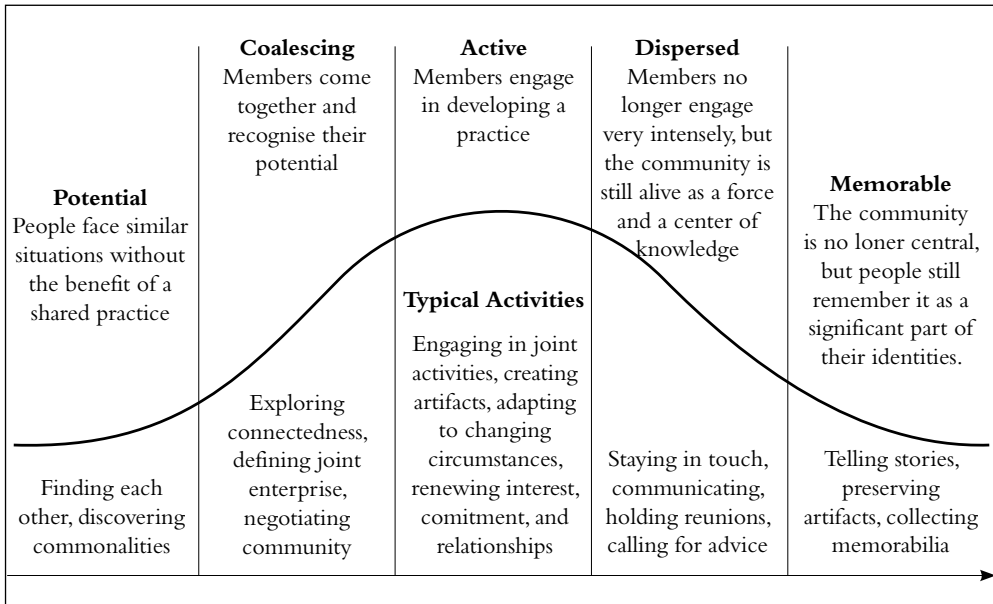 Potential
People face similar
situations without
the benefit of a
shared practice
Finding each
other, discovering
commonalities
Coalescing
Members come
together and
recognise their
potential
Exploring
connectedness,
defining joint
enterprise,
negotiating
community
Active
Members engage
in developing a
practice
Typical Activities
Engaging in joint
activities, creating
artifacts, adapting
to changing
circumstances,
renewing interest,
comitment, and
relationships
Dispersed
Members no
longer engage
very intensely, but
the community is
still alive as a force
and a center of
knowledge
Staying in touch,
communicating,
holding reunions,
calling for advice
Memorable
The community
is no loner central,
but people still
remember it as a
significant part of
their identities.
Telling stories,
preserving
artifacts, collecting
memorabilia